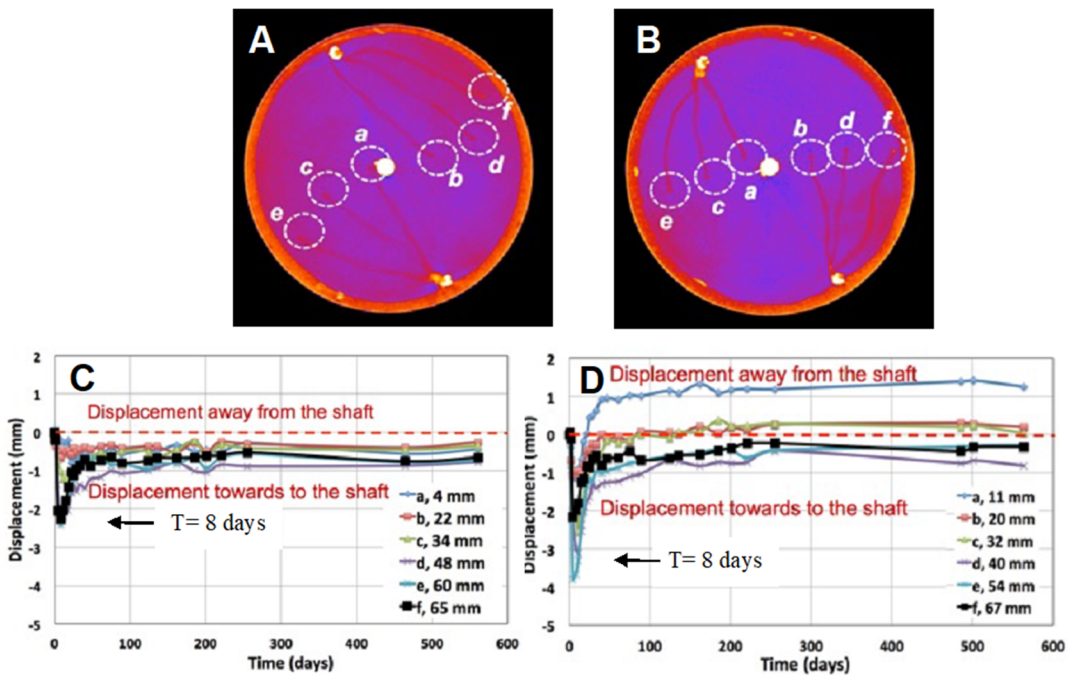 A
a
b
c
d
e
f
B
a
b
c
d
e
f
C
Displacement away from the shaft
Displacement towards to the shaft
T= 8 days
a, 4 mm
b, 22 mm
c, 34 mm
d, 48 mm
e, 60 mm
f, 65 mm
Displacement (mm)
2
1
0
-1
-2
-3
-4
-5
0
100
200
300
400
500
600
Time (days)
D
Displacement away from the shaft
Displacement towards to the shaft
T= 8 days
a, 11 mm
b, 20 mm
c, 32 mm
d, 40 mm
e, 54 mm
f, 67 mm
Displacement (mm)
2
1
0
-1
-2
-3
-4
-5
0
100
200
300
400
500
600
Time (days)